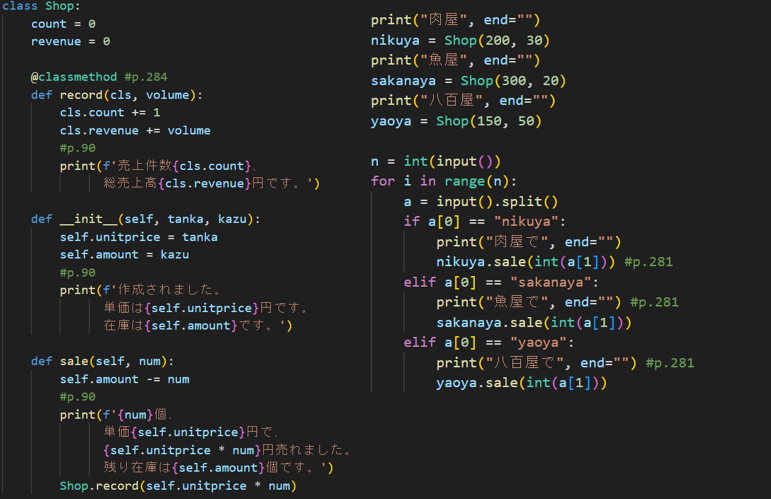 class Shop:
    count = 0
    revenue = 0

    @classmethod #p.284
    def record(cls, volume):
        cls.count += 1
        cls.revenue += volume
        #p.90
        print(f'売上件数{cls.count}、
              総売上高{cls.revenue}円です。')

    def __init__(self, tanka, kazu):
        self.unitprice = tanka
        self.amount = kazu
        #p.90
        print(f'作成されました。
              単価は{self.unitprice}円です。
              在庫は{self.amount}です。')

    def sale(self, num):
        self.amount -= num
        #p.90
        print(f'{num}個、
              単価{self.unitprice}円で、
              {self.unitprice * num}円売れました。
              残り在庫は{self.amount}個です。')
        Shop.record(self.unitprice * num)

print("肉屋", end="")
nikuya = Shop(200, 30)
print("魚屋", end="")
sakanaya = Shop(300, 20)
print("八百屋", end="")
yaoya = Shop(150, 50)

n = int(input())
for i in range(n):
    a = input().split()
    if a[0] == "nikuya":
        print("肉屋で", end="")
        nikuya.sale(int(a[1])) #p.281
    elif a[0] == "sakanaya":
        print("魚屋で", end="") #p.281
        sakanaya.sale(int(a[1]))
    elif a[0] == "yaoya":
        print("八百屋で", end="") #p.281
        yaoya.sale(int(a[1]))